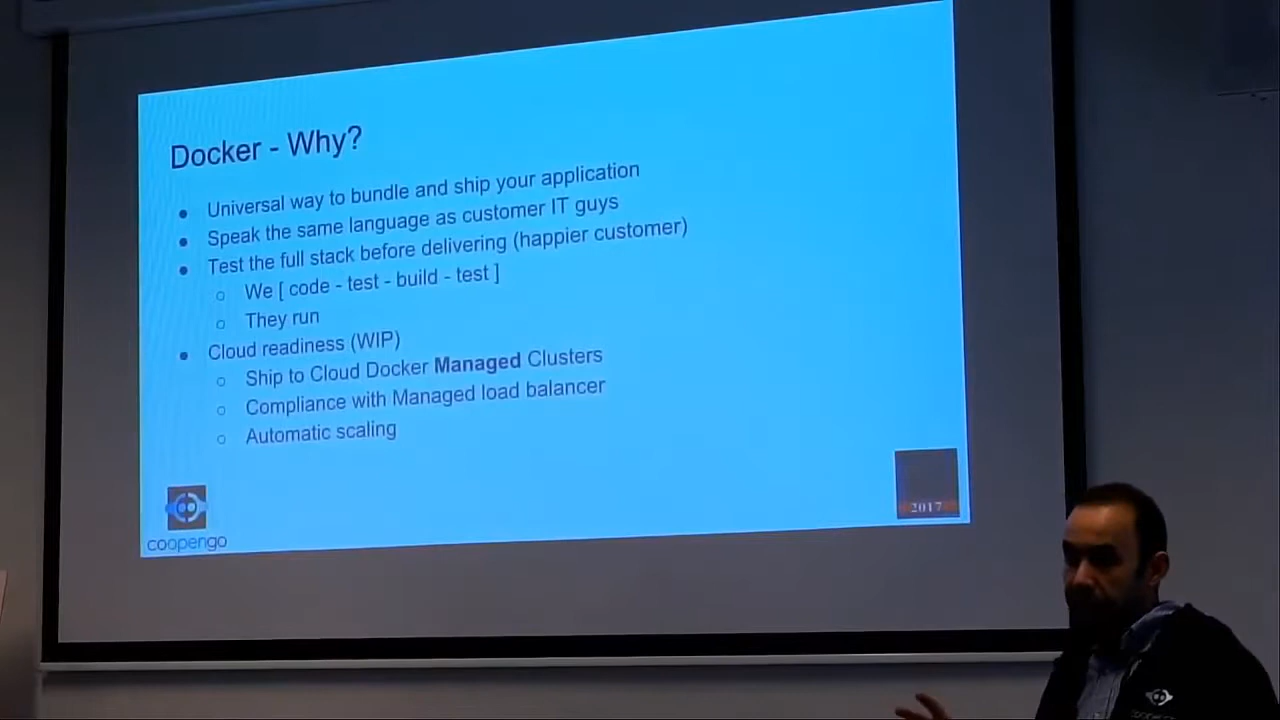 Docker - Why?
● Universal way to bundle and ship your application
● Speak the same language as customer IT guys
● Test the full stack before delivering (happier customer)
○ We [ code - test - build - test ]
○ They run
● Cloud readiness (WIP)
○ Ship to Cloud Docker Managed Clusters
○ Compliance with Managed load balancer
○ Automatic scaling
coopengo
2017